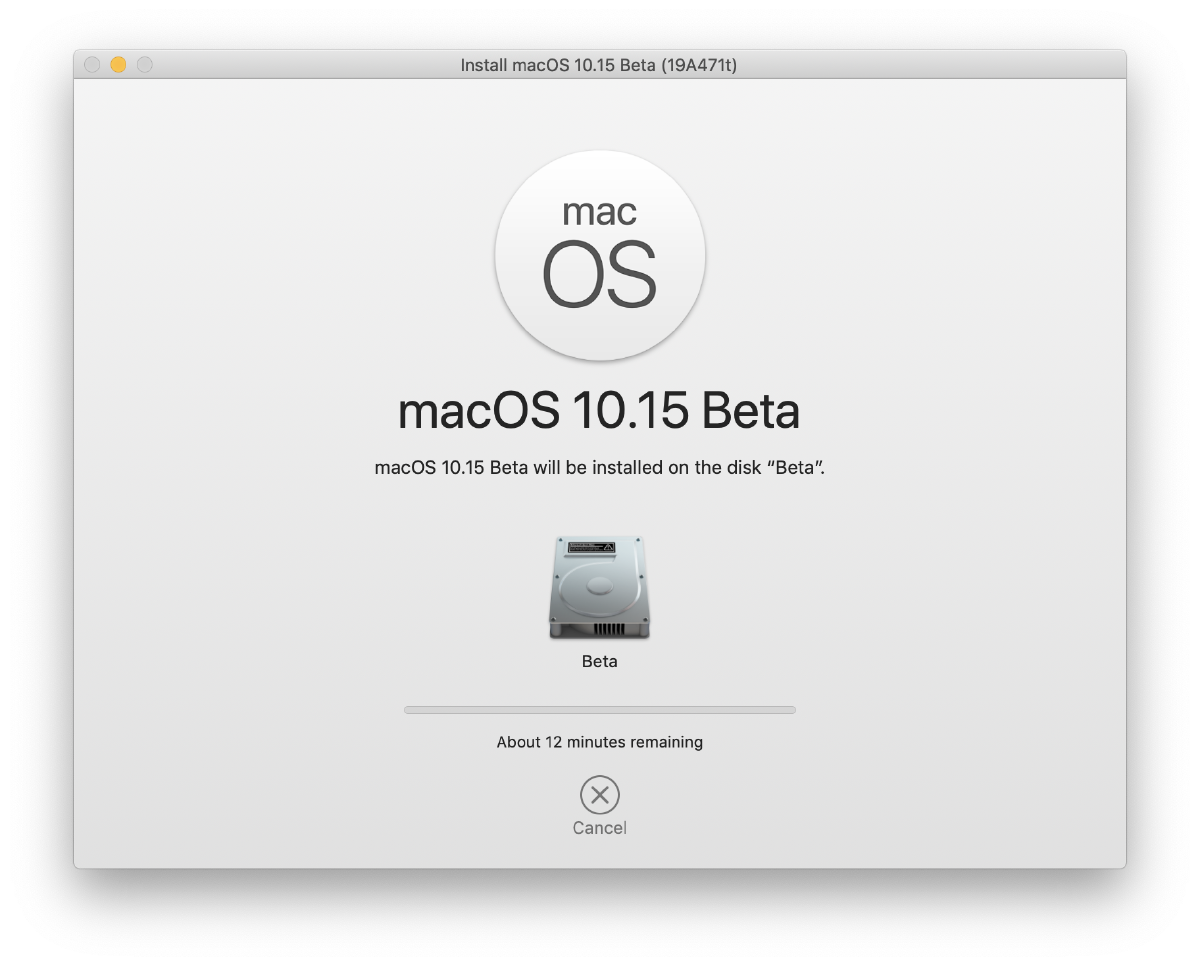 Install macOS 10.15 Beta (19A471t)
mac
OS
macOS 10.15 Beta
macOS 10.15 Beta will be installed on the disk “Beta”.
Beta
About 12 minutes remaining
Cancel